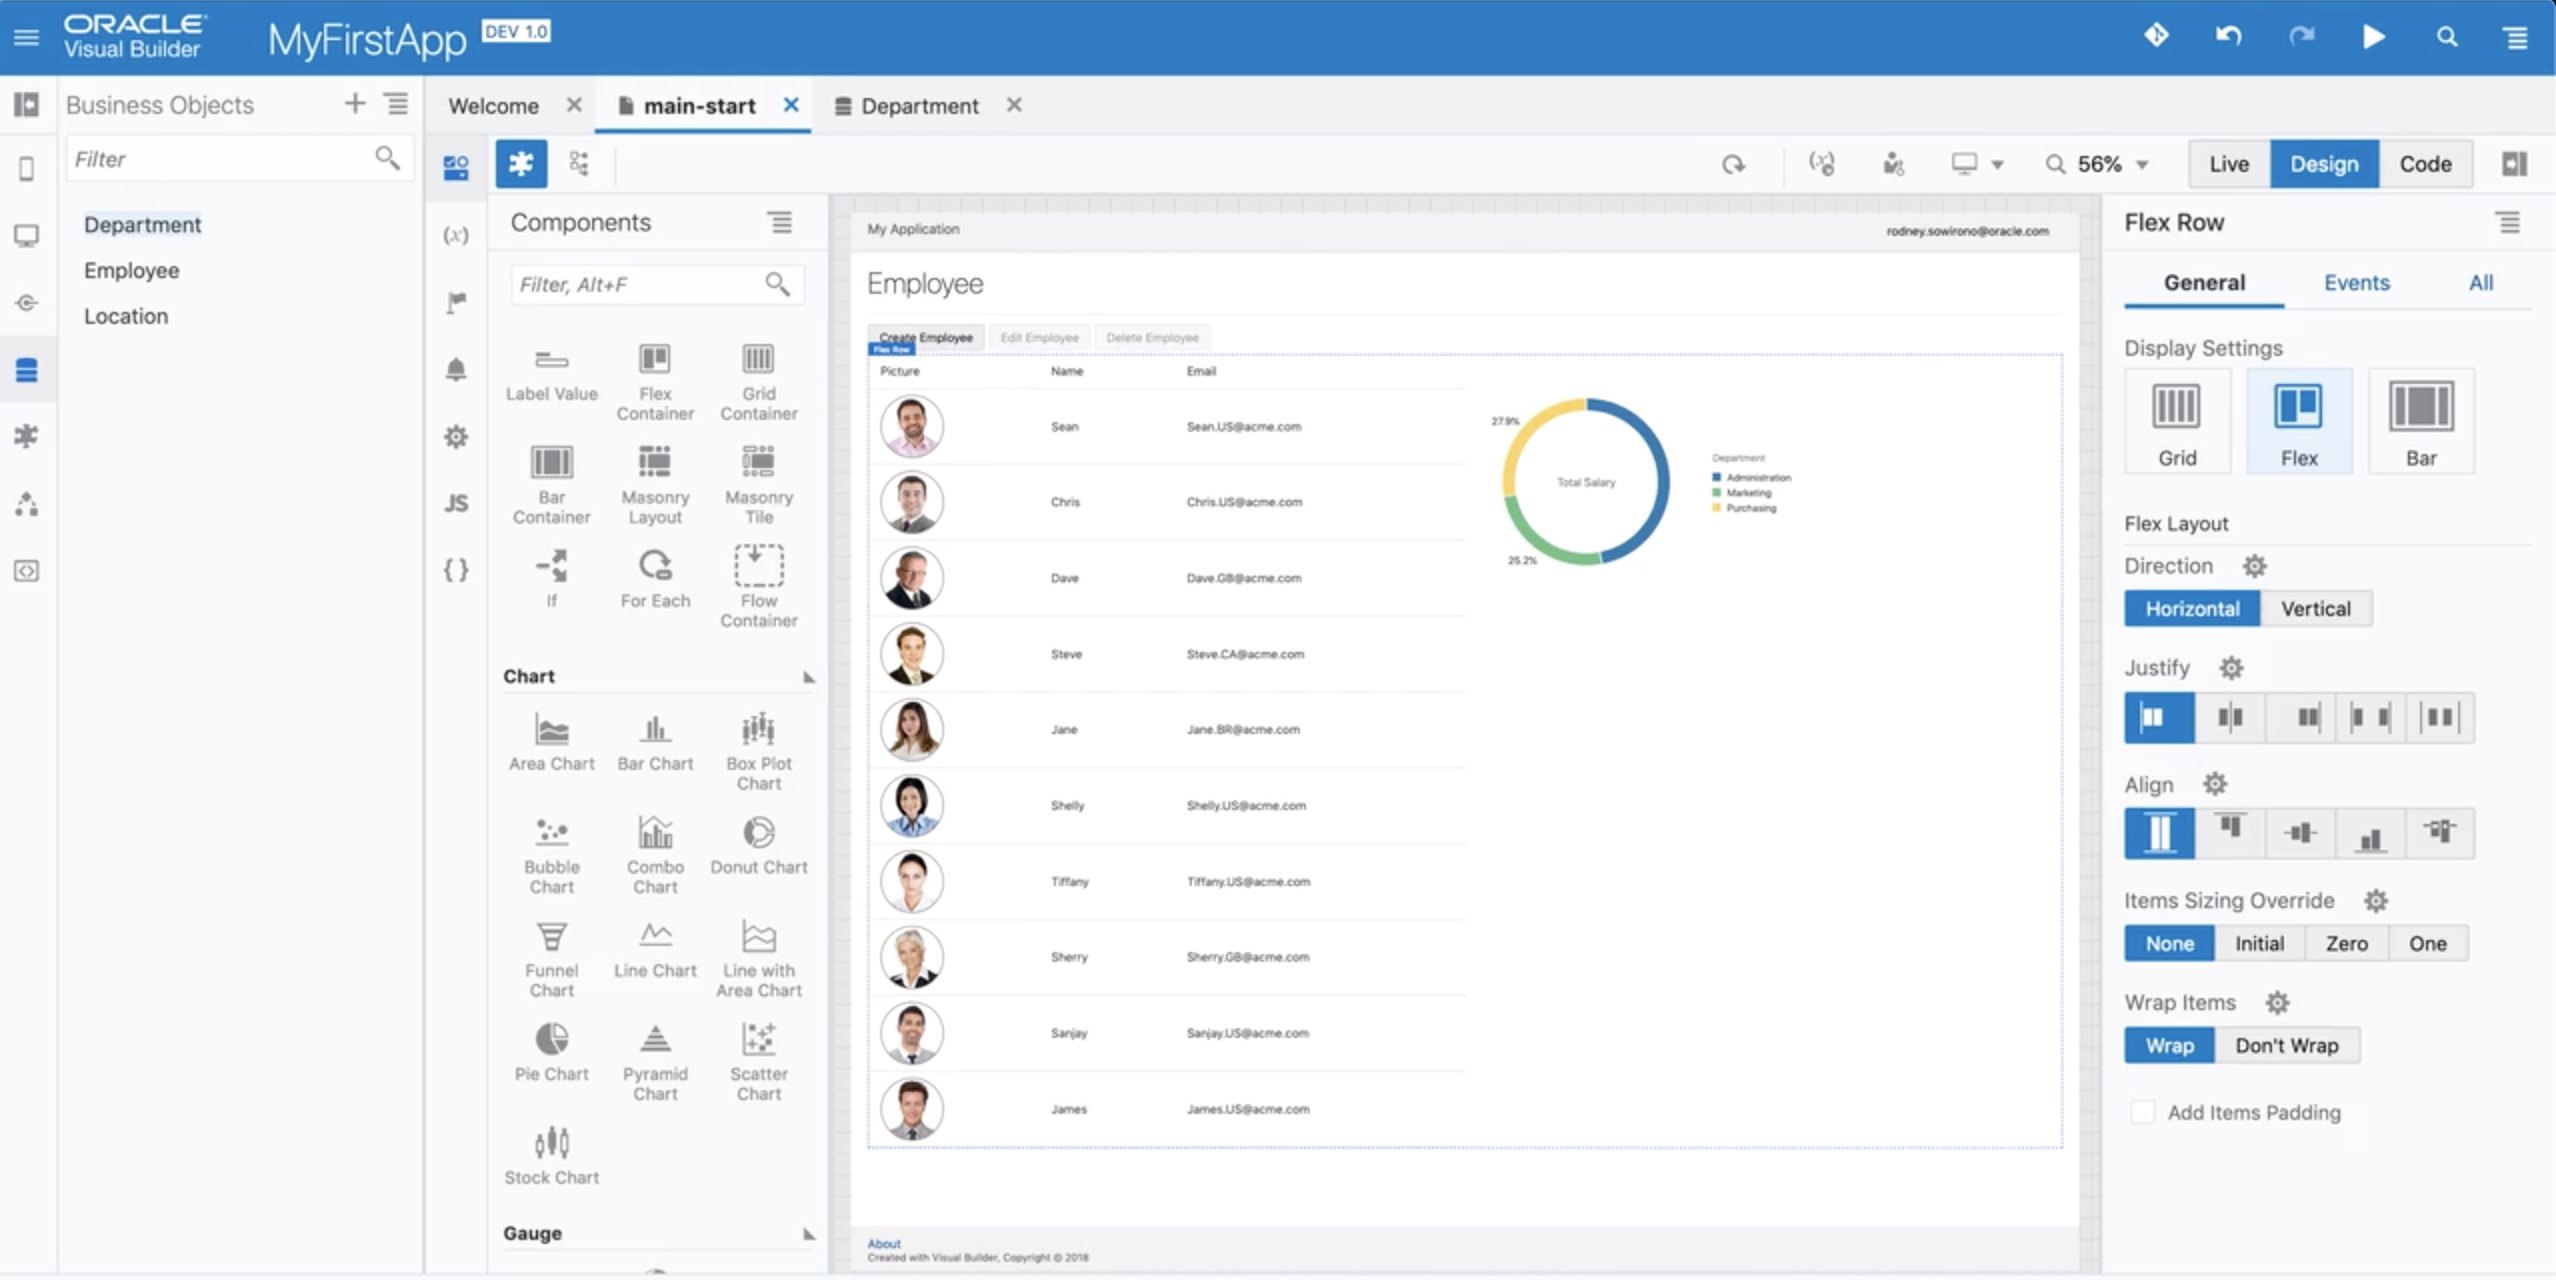 ORACLE
Visual Builder
MyFirstApp
DEV 1.0
Business Objects
Filter
Department
Employee
Location
Welcome
main-start
Department
56%
Live
Design
Code
(x)
JS
{ }
Components
Filter, Alt+F
Label Value
Flex Container
Grid Container
Bar Container
Masonry Layout
Masonry Tile
If
For Each
Flow Container
Chart
Area Chart
Bar Chart
Box Plot Chart
Bubble Chart
Combo Chart
Donut Chart
Funnel Chart
Line Chart
Line with Area Chart
Pie Chart
Pyramid Chart
Scatter Chart
Stock Chart
Gauge
My Application
rodney.sowirono@oracle.com
Employee
Create Employee
Edit Employee
Delete Employee
Flex Row
Picture Name Email
Sean Sean.US@acme.com
Chris Chris.US@acme.com
Dave Dave.GB@acme.com
Steve Steve.CA@acme.com
Jane Jane.BR@acme.com
Shelly Shelly.US@acme.com
Tiffany Tiffany.US@acme.com
Sherry Sherry.GB@acme.com
Sanjay Sanjay.US@acme.com
James James.US@acme.com
27.9%
Total Salary
25.2%
Department
Administration
Marketing
Purchasing
About
Created with Visual Builder, Copyright © 2018
Flex Row
General
Events
All
Display Settings
Grid
Flex
Bar
Flex Layout
Direction
Horizontal
Vertical
Justify
Align
Items Sizing Override
None
Initial
Zero
One
Wrap Items
Wrap
Don't Wrap
Add Items Padding